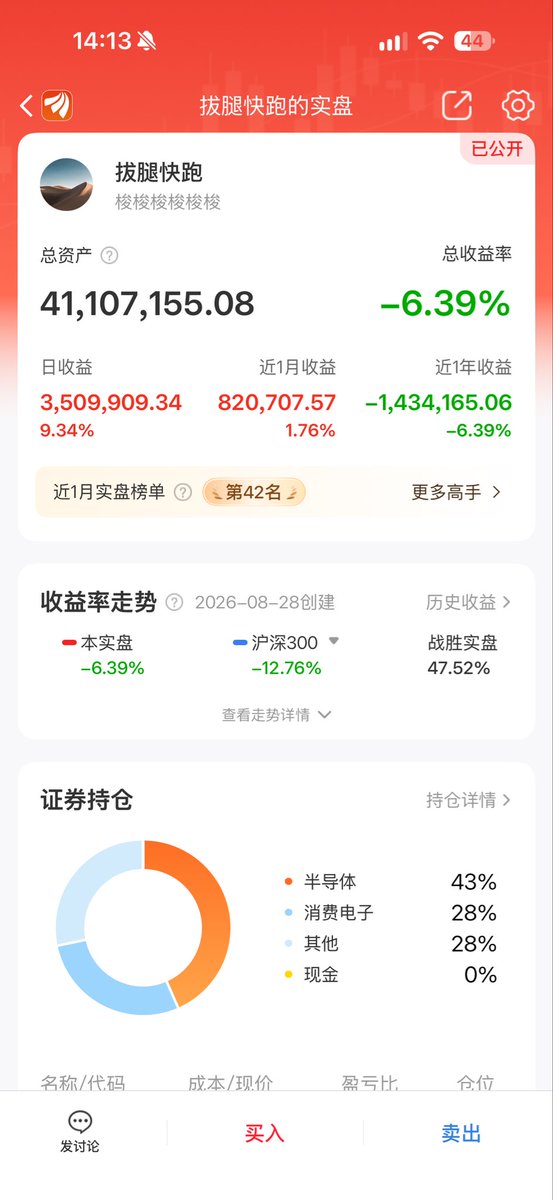 14:13
44
拔腿快跑的实盘
已公开
拔腿快跑
梭梭梭梭梭梭
总资产 ? 总收益率
41,107,155.08 -6.39%
日收益 近1月收益 近1年收益
3,509,909.34 820,707.57 -1,434,165.06
9.34% 1.76% -6.39%
近1月实盘榜单 ? 第42名 更多高手 >
收益率走势 ? 2026-08-28创建 历史收益 >
本实盘 沪深300 战胜实盘
-6.39% -12.76% 47.52%
查看走势详情
证券持仓 持仓详情 >
半导体 43%
消费电子 28%
其他 28%
现金 0%
名称/代码 成本/现价 盈亏比 仓位
发讨论 买入 卖出